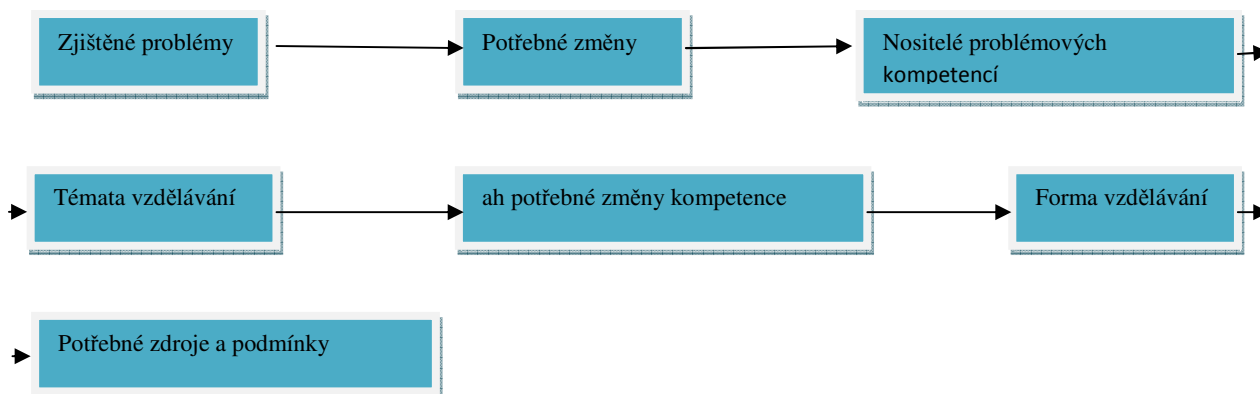 Zjištěné problémy
Potřebné změny
Nositelé problémových
kompetencí
Témata vzdělávání
ah potřebné změny kompetence
Forma vzdělávání
Potřebné zdroje a podmínky